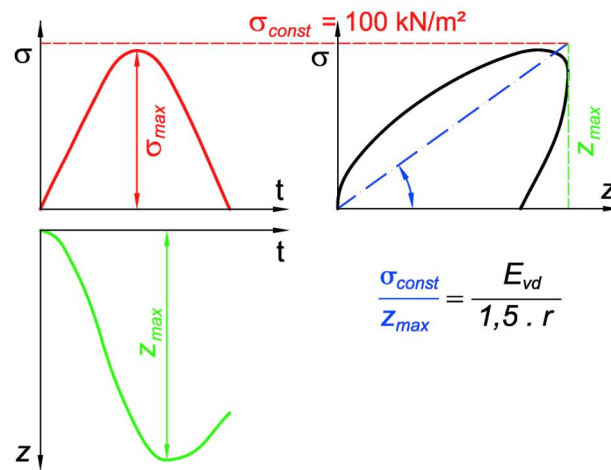 σconst = 100 kN/m²
σ
σmax
t
σ
zmax
z
t
zmax
z
σconst / zmax = Evd / 1,5 . r